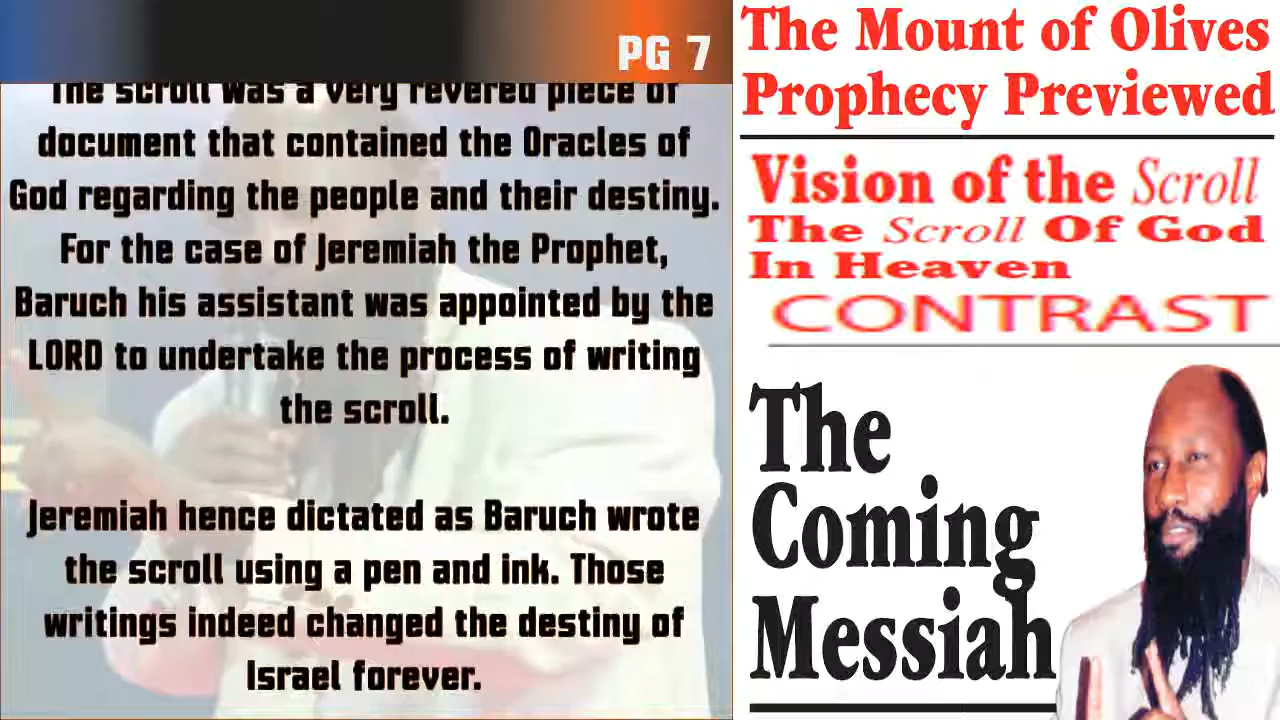 PG 7
The scroll was a very revered piece of
document that contained the Oracles of
God regarding the people and their destiny.
For the case of Jeremiah the Prophet,
Baruch his assistant was appointed by the
LORD to undertake the process of writing
the scroll.
Jeremiah hence dictated as Baruch wrote
the scroll using a pen and ink. Those
writings indeed changed the destiny of
Israel forever.
The Mount of Olives
Prophecy Previewed
Vision of the Scroll
The Scroll Of God
In Heaven
CONTRAST
The
Coming
Messiah